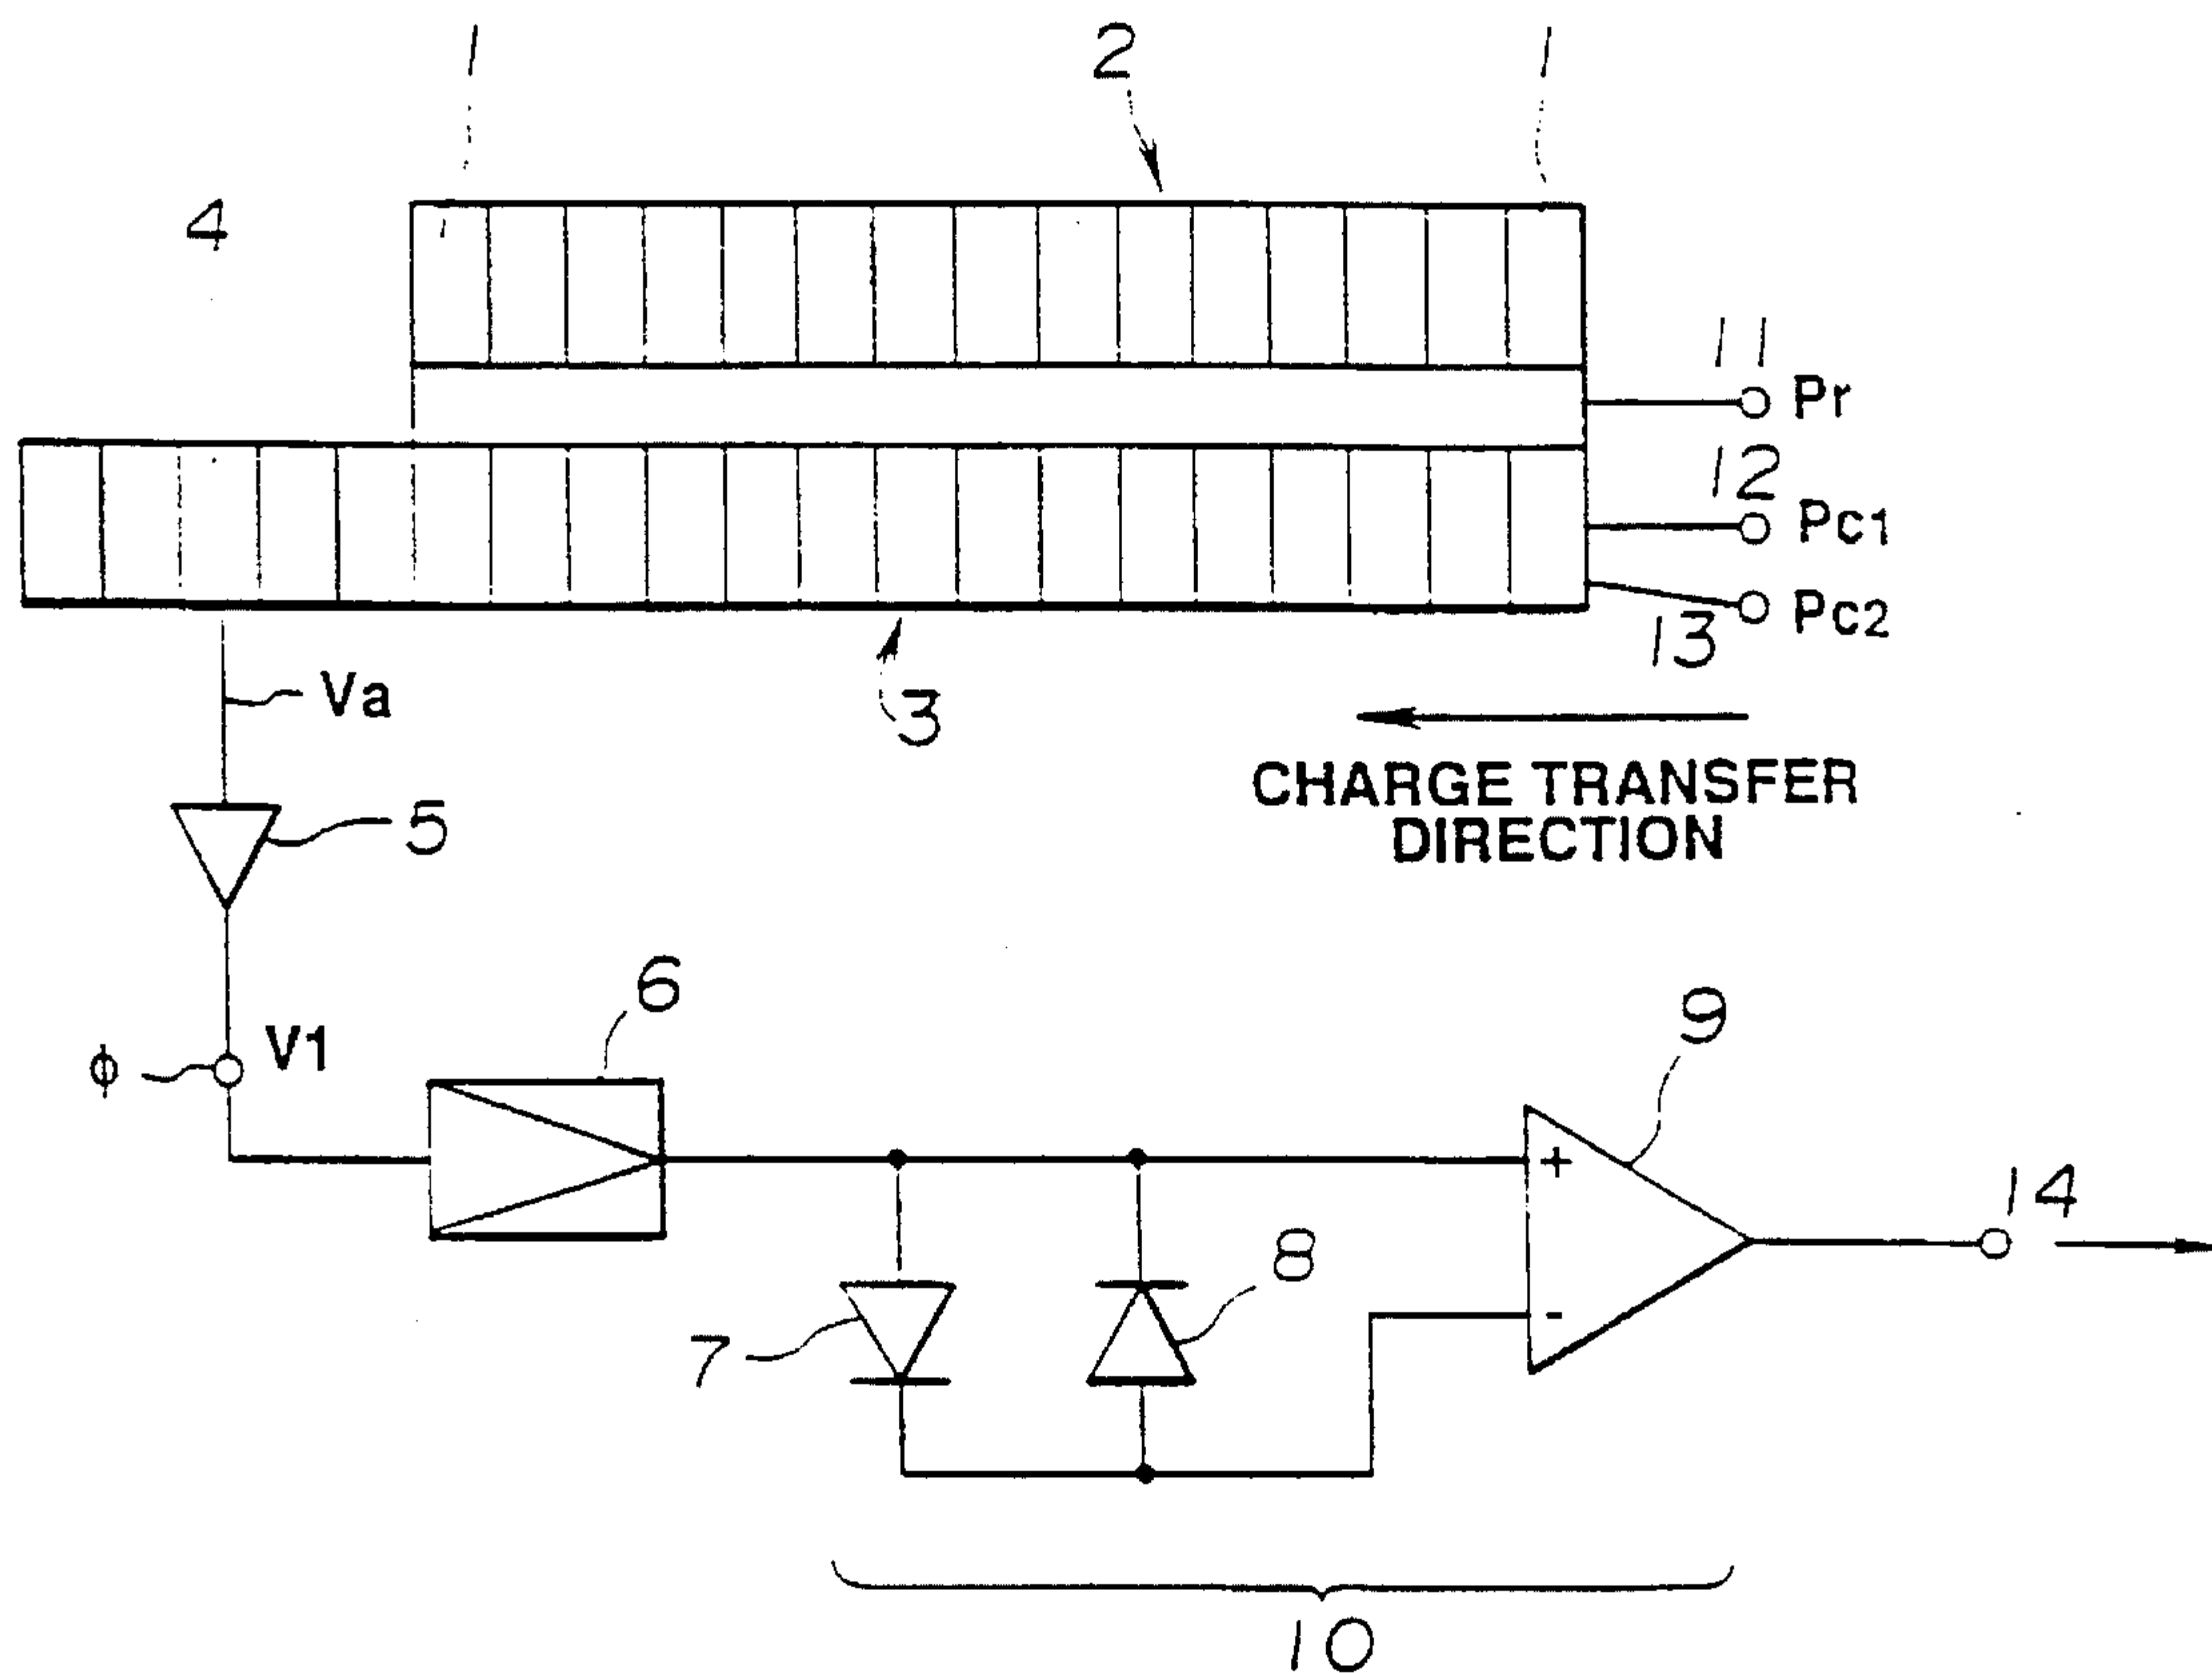 1
2
1
4
11
Pr
12
Pc1
Pc2
13
3
Va
CHARGE TRANSFER
DIRECTION
5
6
V1
ϕ
9
+
14
8
-
7
10